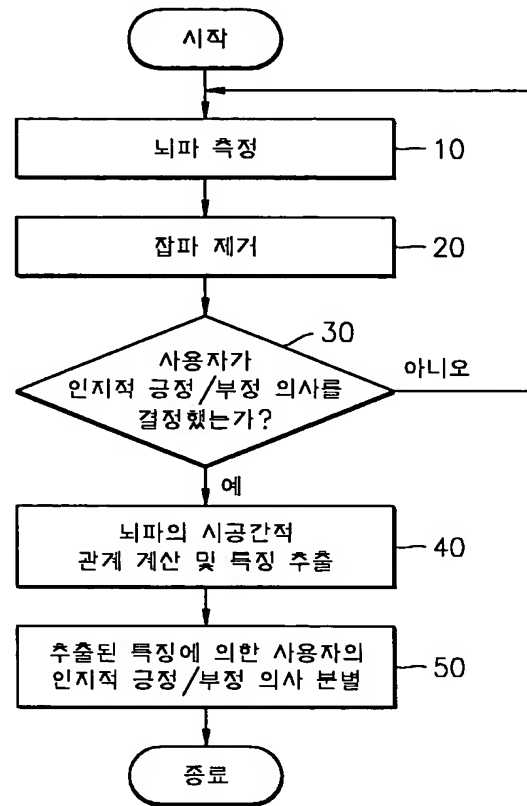 시작
뇌파 측정
10
잡파 제거
20
30
사용자가
인지적 긍정/부정 의사를
결정했는가?
아니오
예
뇌파의 시공간적
관계 계산 및 특징 추출
40
추출된 특징에 의한 사용자의
인지적 긍정/부정 의사 분별
50
종료